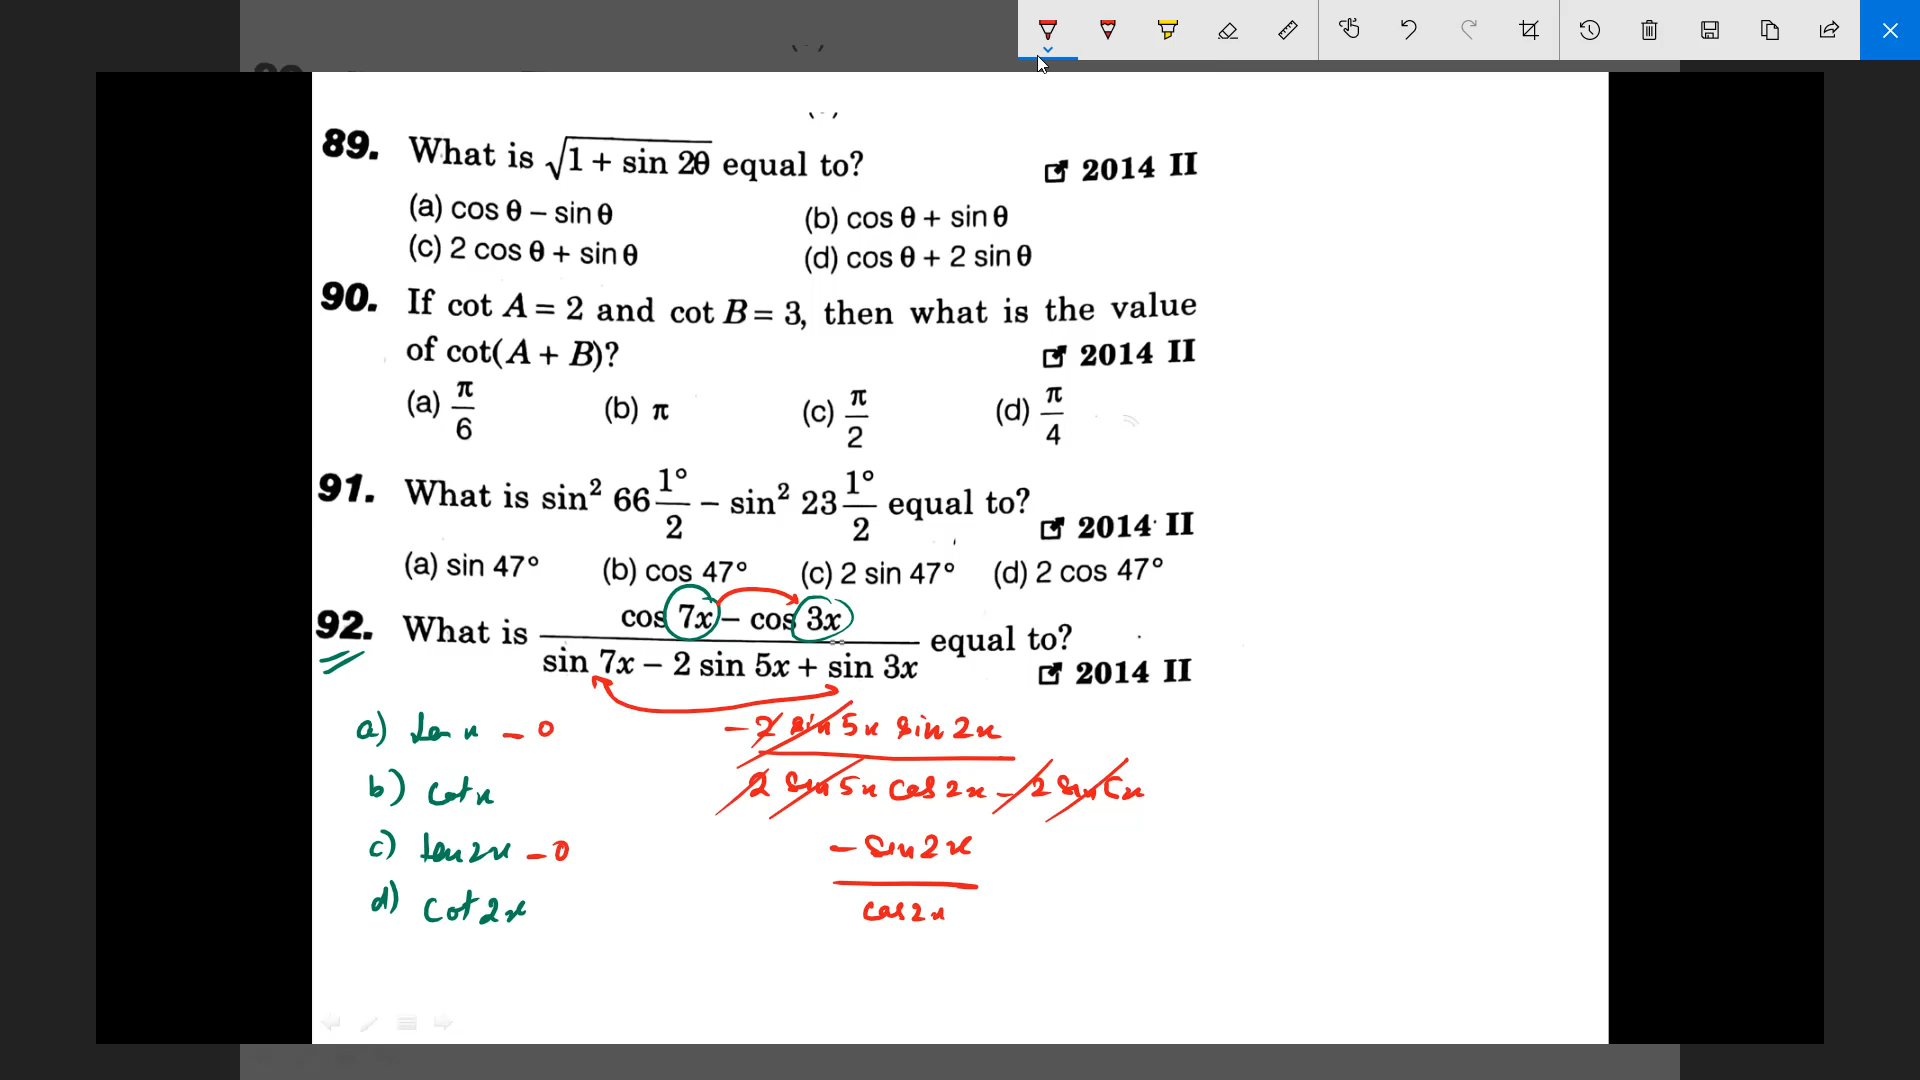 89. What is √1 + sin 2θ equal to? 2014 II
(a) cos θ − sin θ (b) cos θ + sin θ
(c) 2 cos θ + sin θ (d) cos θ + 2 sin θ
90. If cot A = 2 and cot B = 3, then what is the value
of cot(A + B)? 2014 II
(a) π/6 (b) π (c) π/2 (d) π/4
91. What is sin² 66 1°/2 − sin² 23 1°/2 equal to?
2014 II
(a) sin 47° (b) cos 47° (c) 2 sin 47° (d) 2 cos 47°
92. What is (cos 7x − cos 3x)/(sin 7x − 2 sin 5x + sin 3x) equal to?
2014 II
a) tan x − 0
b) cot x
c) tan 2x − 0
d) cot 2x
− 2 sin 5x sin 2x
2 sin 5x cos 2x − 2 sin 5x
− sin 2x
cos 2x